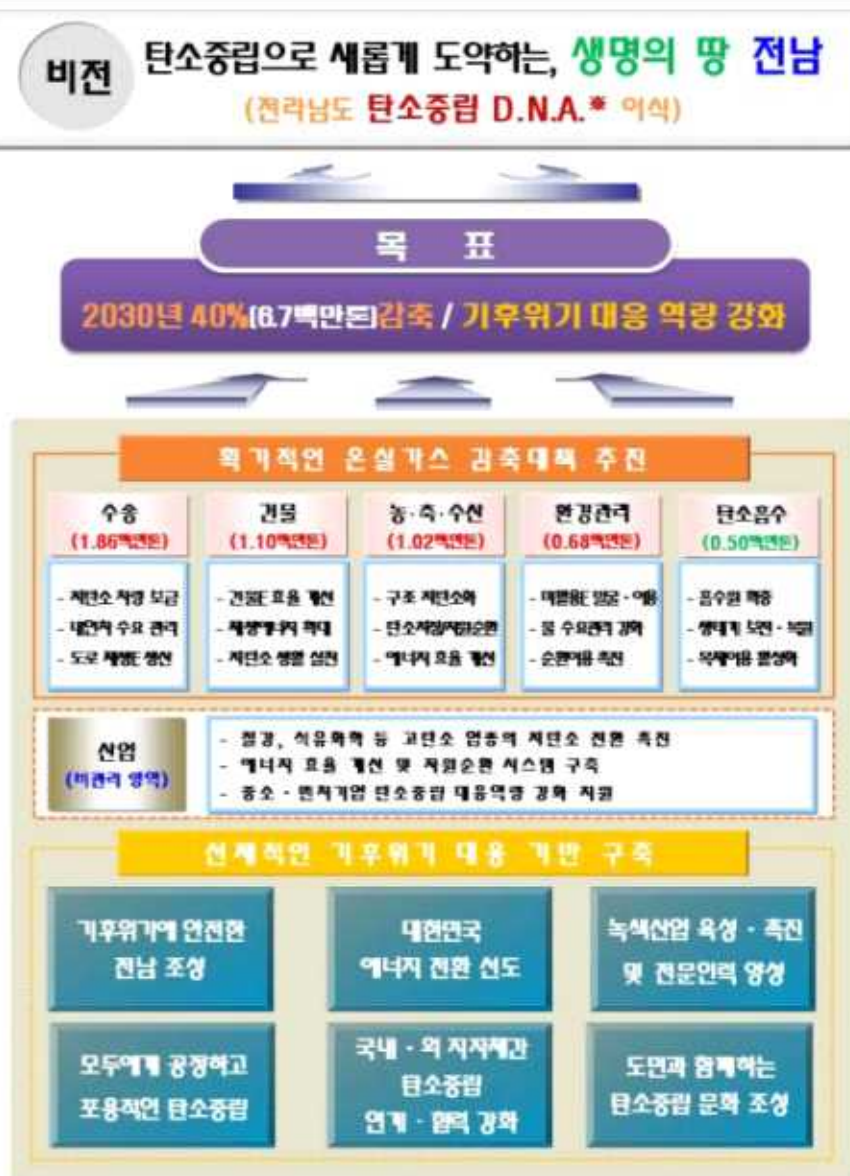 비전
탄소중립으로 새롭게 도약하는, 생명의 땅 전남
(전라남도 탄소중립 D.N.A.* 이식)
목 표
2030년 40%(6.7백만톤)감축 / 기후위기 대응 역량 강화
획기적인 온실가스 감축대책 추진
수송
(1.86백만톤)
- 저탄소 차량 보급
- 내연차 수요 관리
- 도로 재생E 생산
건물
(1.10백만톤)
- 건물E 효율 개선
- 재생에너지 확대
- 저탄소 생활 실천
농·축·수산
(1.02백만톤)
- 구조 저탄소화
- 탄소저장/자원순환
- 에너지 효율 개선
환경관리
(0.68백만톤)
- 미활용E 발굴·이용
- 물 수요관리 강화
- 순환이용 촉진
탄소흡수
(0.50백만톤)
- 흡수원 확충
- 생태계 보전·복원
- 목재이용 활성화
산업
(비관리 영역)
- 철강, 석유화학 등 고탄소 업종의 저탄소 전환 촉진
- 에너지 효율 개선 및 자원순환 시스템 구축
- 중소·벤처기업 탄소중립 대응역량 강화 지원
선제적인 기후위기 대응 기반 구축
기후위기에 안전한
전남 조성
대한민국
에너지 전환 선도
녹색산업 육성·촉진
및 전문인력 양성
모두에게 공정하고
포용적인 탄소중립
국내·외 지자체간
탄소중립
연계·협력 강화
도민과 함께하는
탄소중립 문화 조성